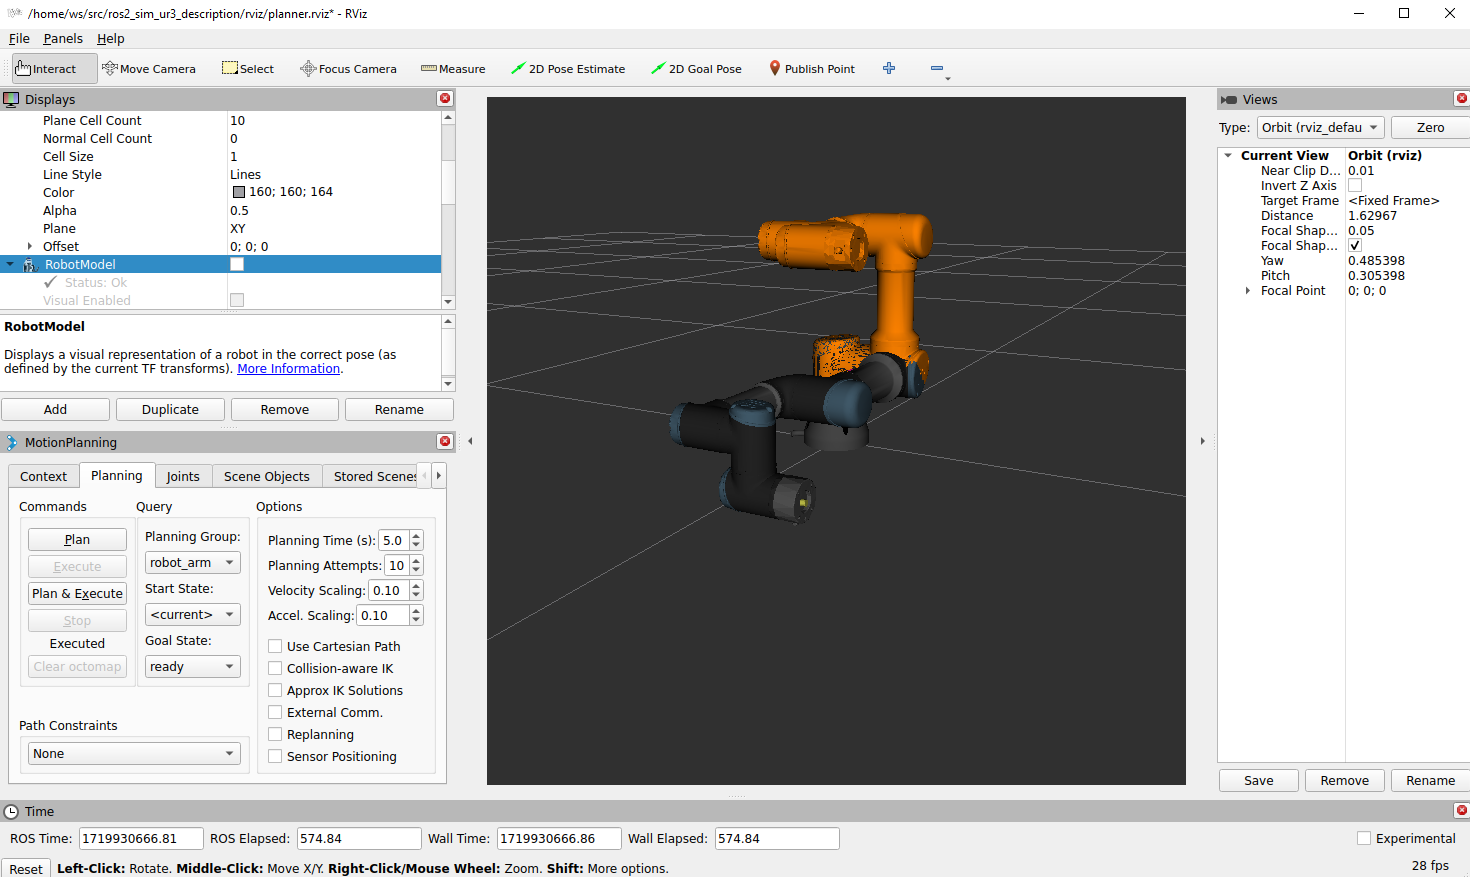 /home/ws/src/ros2_sim_ur3_description/rviz/planner.rviz* - RViz
File Panels Help
Interact Move Camera Select Focus Camera Measure 2D Pose Estimate 2D Goal Pose Publish Point
Displays
Plane Cell Count 10
Normal Cell Count 0
Cell Size 1
Line Style Lines
Color 160; 160; 164
Alpha 0.5
Plane XY
Offset 0; 0; 0
RobotModel
Status: Ok
Visual Enabled
RobotModel
Displays a visual representation of a robot in the correct pose (as
defined by the current TF transforms). More Information.
Add Duplicate Remove Rename
MotionPlanning
Context Planning Joints Scene Objects Stored Scenes
Commands Query Options
Plan
Execute
Plan & Execute
Stop
Executed
Clear octomap
Planning Group:
robot_arm
Start State:
<current>
Goal State:
ready
Planning Time (s): 5.0
Planning Attempts: 10
Velocity Scaling: 0.10
Accel. Scaling: 0.10
Use Cartesian Path
Collision-aware IK
Approx IK Solutions
External Comm.
Replanning
Sensor Positioning
Path Constraints
None
Views
Type: Orbit (rviz_defau Zero
Current View Orbit (rviz)
Near Clip D... 0.01
Invert Z Axis
Target Frame <Fixed Frame>
Distance 1.62967
Focal Shap... 0.05
Focal Shap...
Yaw 0.485398
Pitch 0.305398
Focal Point 0; 0; 0
Save Remove Rename
Time
ROS Time: 1719930666.81 ROS Elapsed: 574.84 Wall Time: 1719930666.86 Wall Elapsed: 574.84 Experimental
Reset Left-Click: Rotate. Middle-Click: Move X/Y. Right-Click/Mouse Wheel: Zoom. Shift: More options. 28 fps